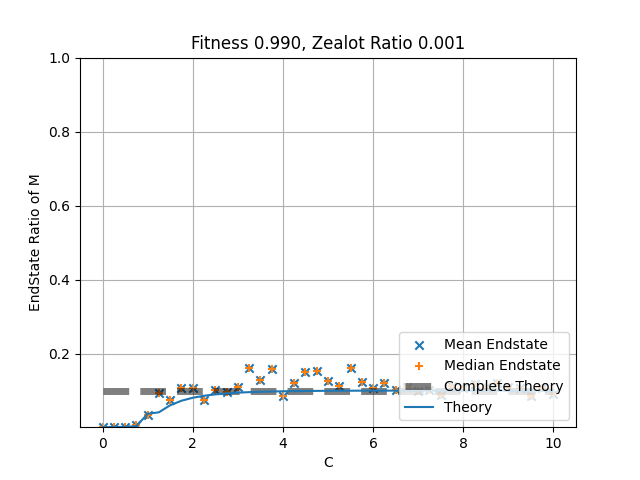 Fitness 0.990, Zealot Ratio 0.001
EndState Ratio of M
1.0
0.8
0.6
0.4
0.2
Mean Endstate
Median Endstate
Complete Theory
Theory
0 2 4 6 8 10
C